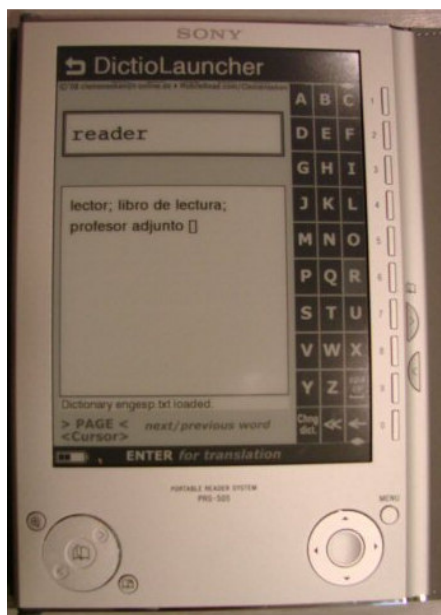 SONY
DictioLauncher
reader
lector; libro de lectura;
profesor adjunto []
Dictionary engesp.txt loaded.
> PAGE < next/previous word
<Cursor>
ENTER for translation
A B C
D E F
G H I
J K L
M N O
P Q R
S T U
V W X
Y Z
Chng
dict. ≪ ←
1
2
3
4
5
6
7
8
9
0
PORTABLE READER SYSTEM
PRS-505
MENU